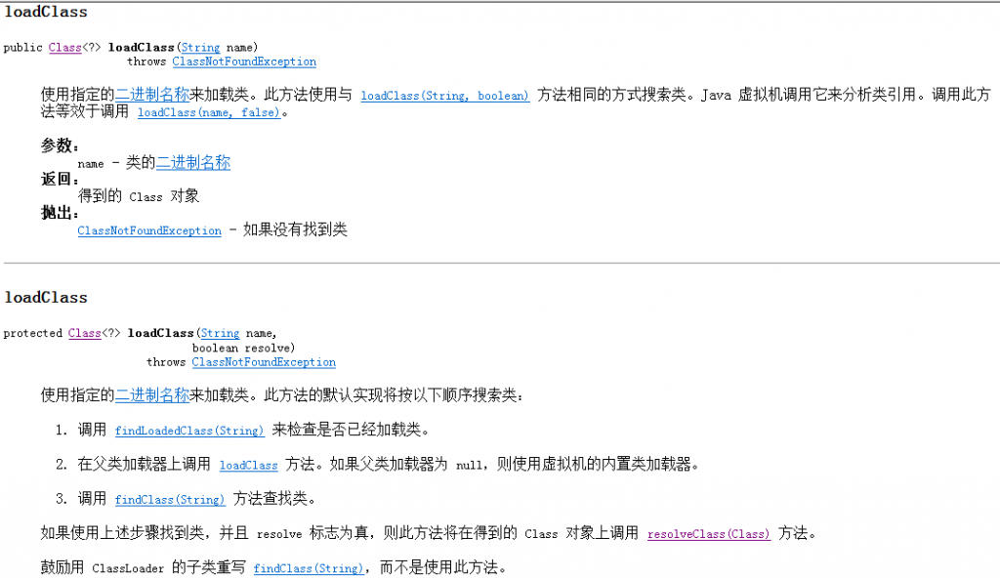 loadClass
public Class<?> loadClass(String name)
throws ClassNotFoundException
使用指定的二进制名称来加载类。此方法使用与 loadClass(String, boolean) 方法相同的方式搜索类。Java 虚拟机调用它来分析类引用。调用此方
法等效于调用 loadClass(name, false)。
参数：
name - 类的二进制名称
返回：
得到的 Class 对象
抛出：
ClassNotFoundException - 如果没有找到类
loadClass
protected Class<?> loadClass(String name,
boolean resolve)
throws ClassNotFoundException
使用指定的二进制名称来加载类。此方法的默认实现将按以下顺序搜索类：
1. 调用 findLoadedClass(String) 来检查是否已经加载类。
2. 在父类加载器上调用 loadClass 方法。如果父类加载器为 null，则使用虚拟机的内置类加载器。
3. 调用 findClass(String) 方法查找类。
如果使用上述步骤找到类，并且 resolve 标志为真，则此方法将在得到的 Class 对象上调用 resolveClass(Class) 方法。
鼓励用 ClassLoader 的子类重写 findClass(String)，而不是使用此方法。